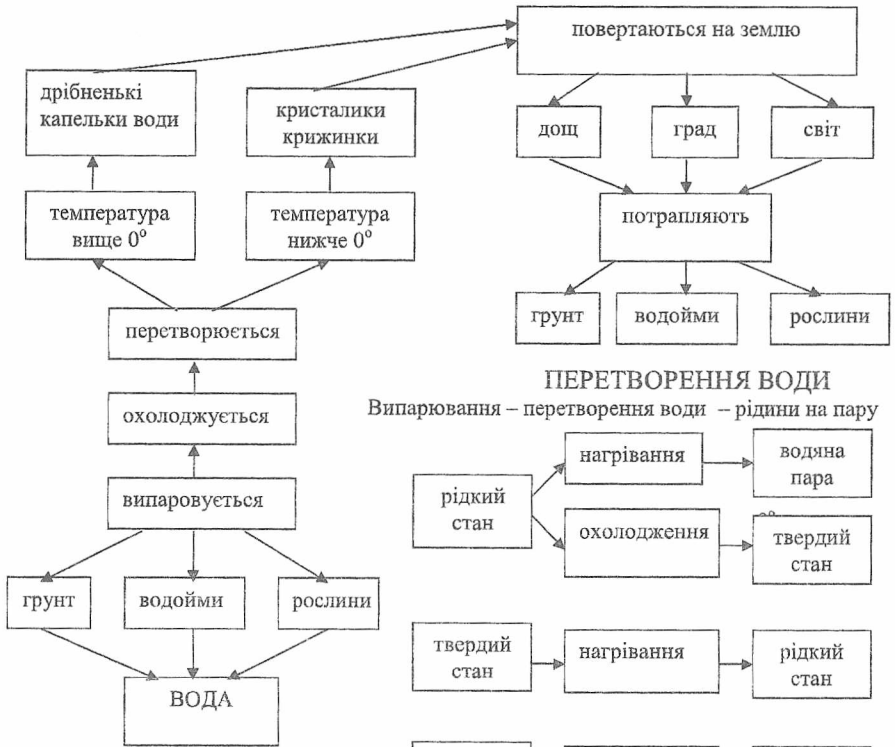 повертаються на землю
дрібненькі
капельки води
кристалики
крижинки
дощ
град
світ
температура
вище 0°
температура
нижче 0°
потрапляють
перетворюється
грунт
водойми
рослини
охолоджується
випаровується
грунт
водойми
рослини
ВОДА
ПЕРЕТВОРЕННЯ ВОДИ
Випарювання – перетворення води – рідини на пару
рідкий
стан
нагрівання
водяна
пара
охолодження
твердий
стан
твердий
стан
нагрівання
рідкий
стан